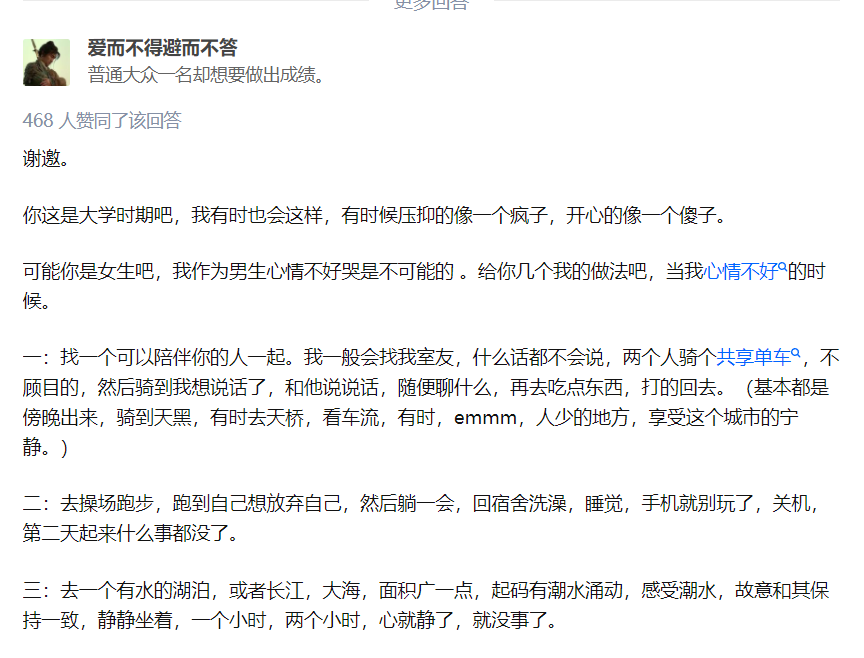 更多回答
爱而不得避而不答
普通大众一名却想要做出成绩。
468 人赞同了该回答
谢邀。
你这是大学时期吧，我有时也会这样，有时候压抑的像一个疯子，开心的像一个傻子。
可能你是女生吧，我作为男生心情不好哭是不可能的 。给你几个我的做法吧，当我心情不好的时
候。
一：找一个可以陪伴你的人一起。我一般会找我室友，什么话都不会说，两个人骑个共享单车，不
顾目的，然后骑到我想说话了，和他说说话，随便聊什么，再去吃点东西，打的回去。（基本都是
傍晚出来，骑到天黑，有时去天桥，看车流，有时，emmm，人少的地方，享受这个城市的宁
静。）
二：去操场跑步，跑到自己想放弃自己，然后躺一会，回宿舍洗澡，睡觉，手机就别玩了，关机，
第二天起来什么事都没了。
三：去一个有水的湖泊，或者长江，大海，面积广一点，起码有潮水涌动，感受潮水，故意和其保
持一致，静静坐着，一个小时，两个小时，心就静了，就没事了。